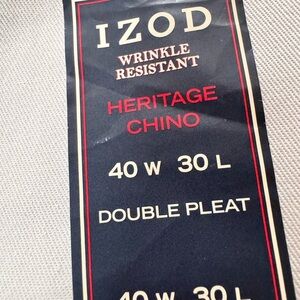 IZOD
WRINKLE
RESISTANT
HERITAGE
CHINO
40 W 30 L
DOUBLE PLEAT
40 W 30 L